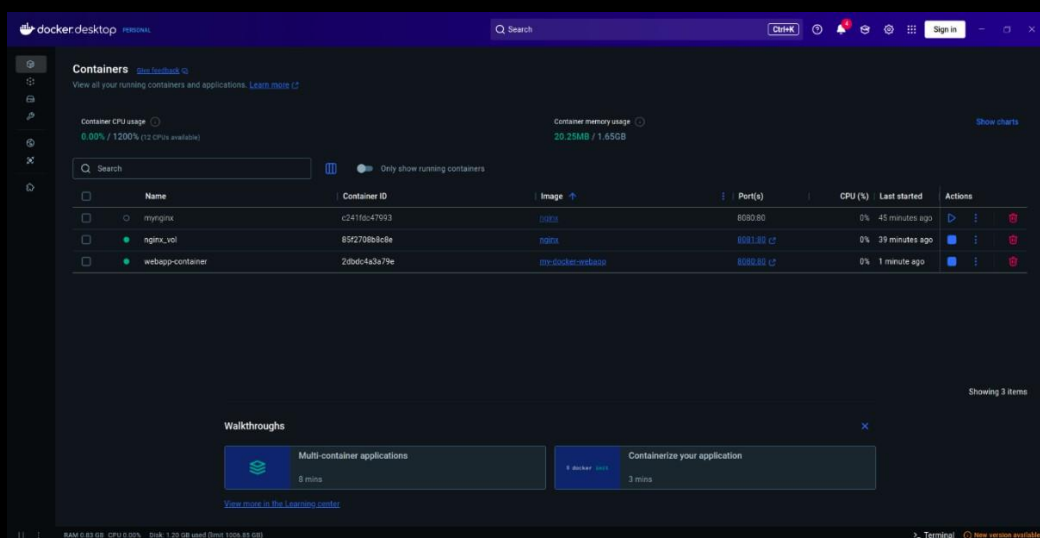 docker.desktop PERSONAL
Search
Ctrl+K
4
Sign in
Containers Give feedback
View all your running containers and applications. Learn more
Container CPU usage
0.00% / 1200% (12 CPUs available)
Container memory usage
20.25MB / 1.65GB
Show charts
Search
Only show running containers
Name Container ID Image Port(s) CPU (%) Last started Actions
mynginx c241fdc47993 nginx 8080:80 0% 45 minutes ago
nginx_vol 85f2708b8c8e nginx 8081:80 0% 39 minutes ago
webapp-container 2dbdc4a3a79e my-docker-webapp 8080:80 0% 1 minute ago
Showing 3 items
Walkthroughs
Multi-container applications
8 mins
$ docker init
Containerize your application
3 mins
View more in the Learning center
RAM 0.83 GB CPU 0.00% Disk: 1.20 GB used (limit 1006.85 GB)
>_ Terminal New version available